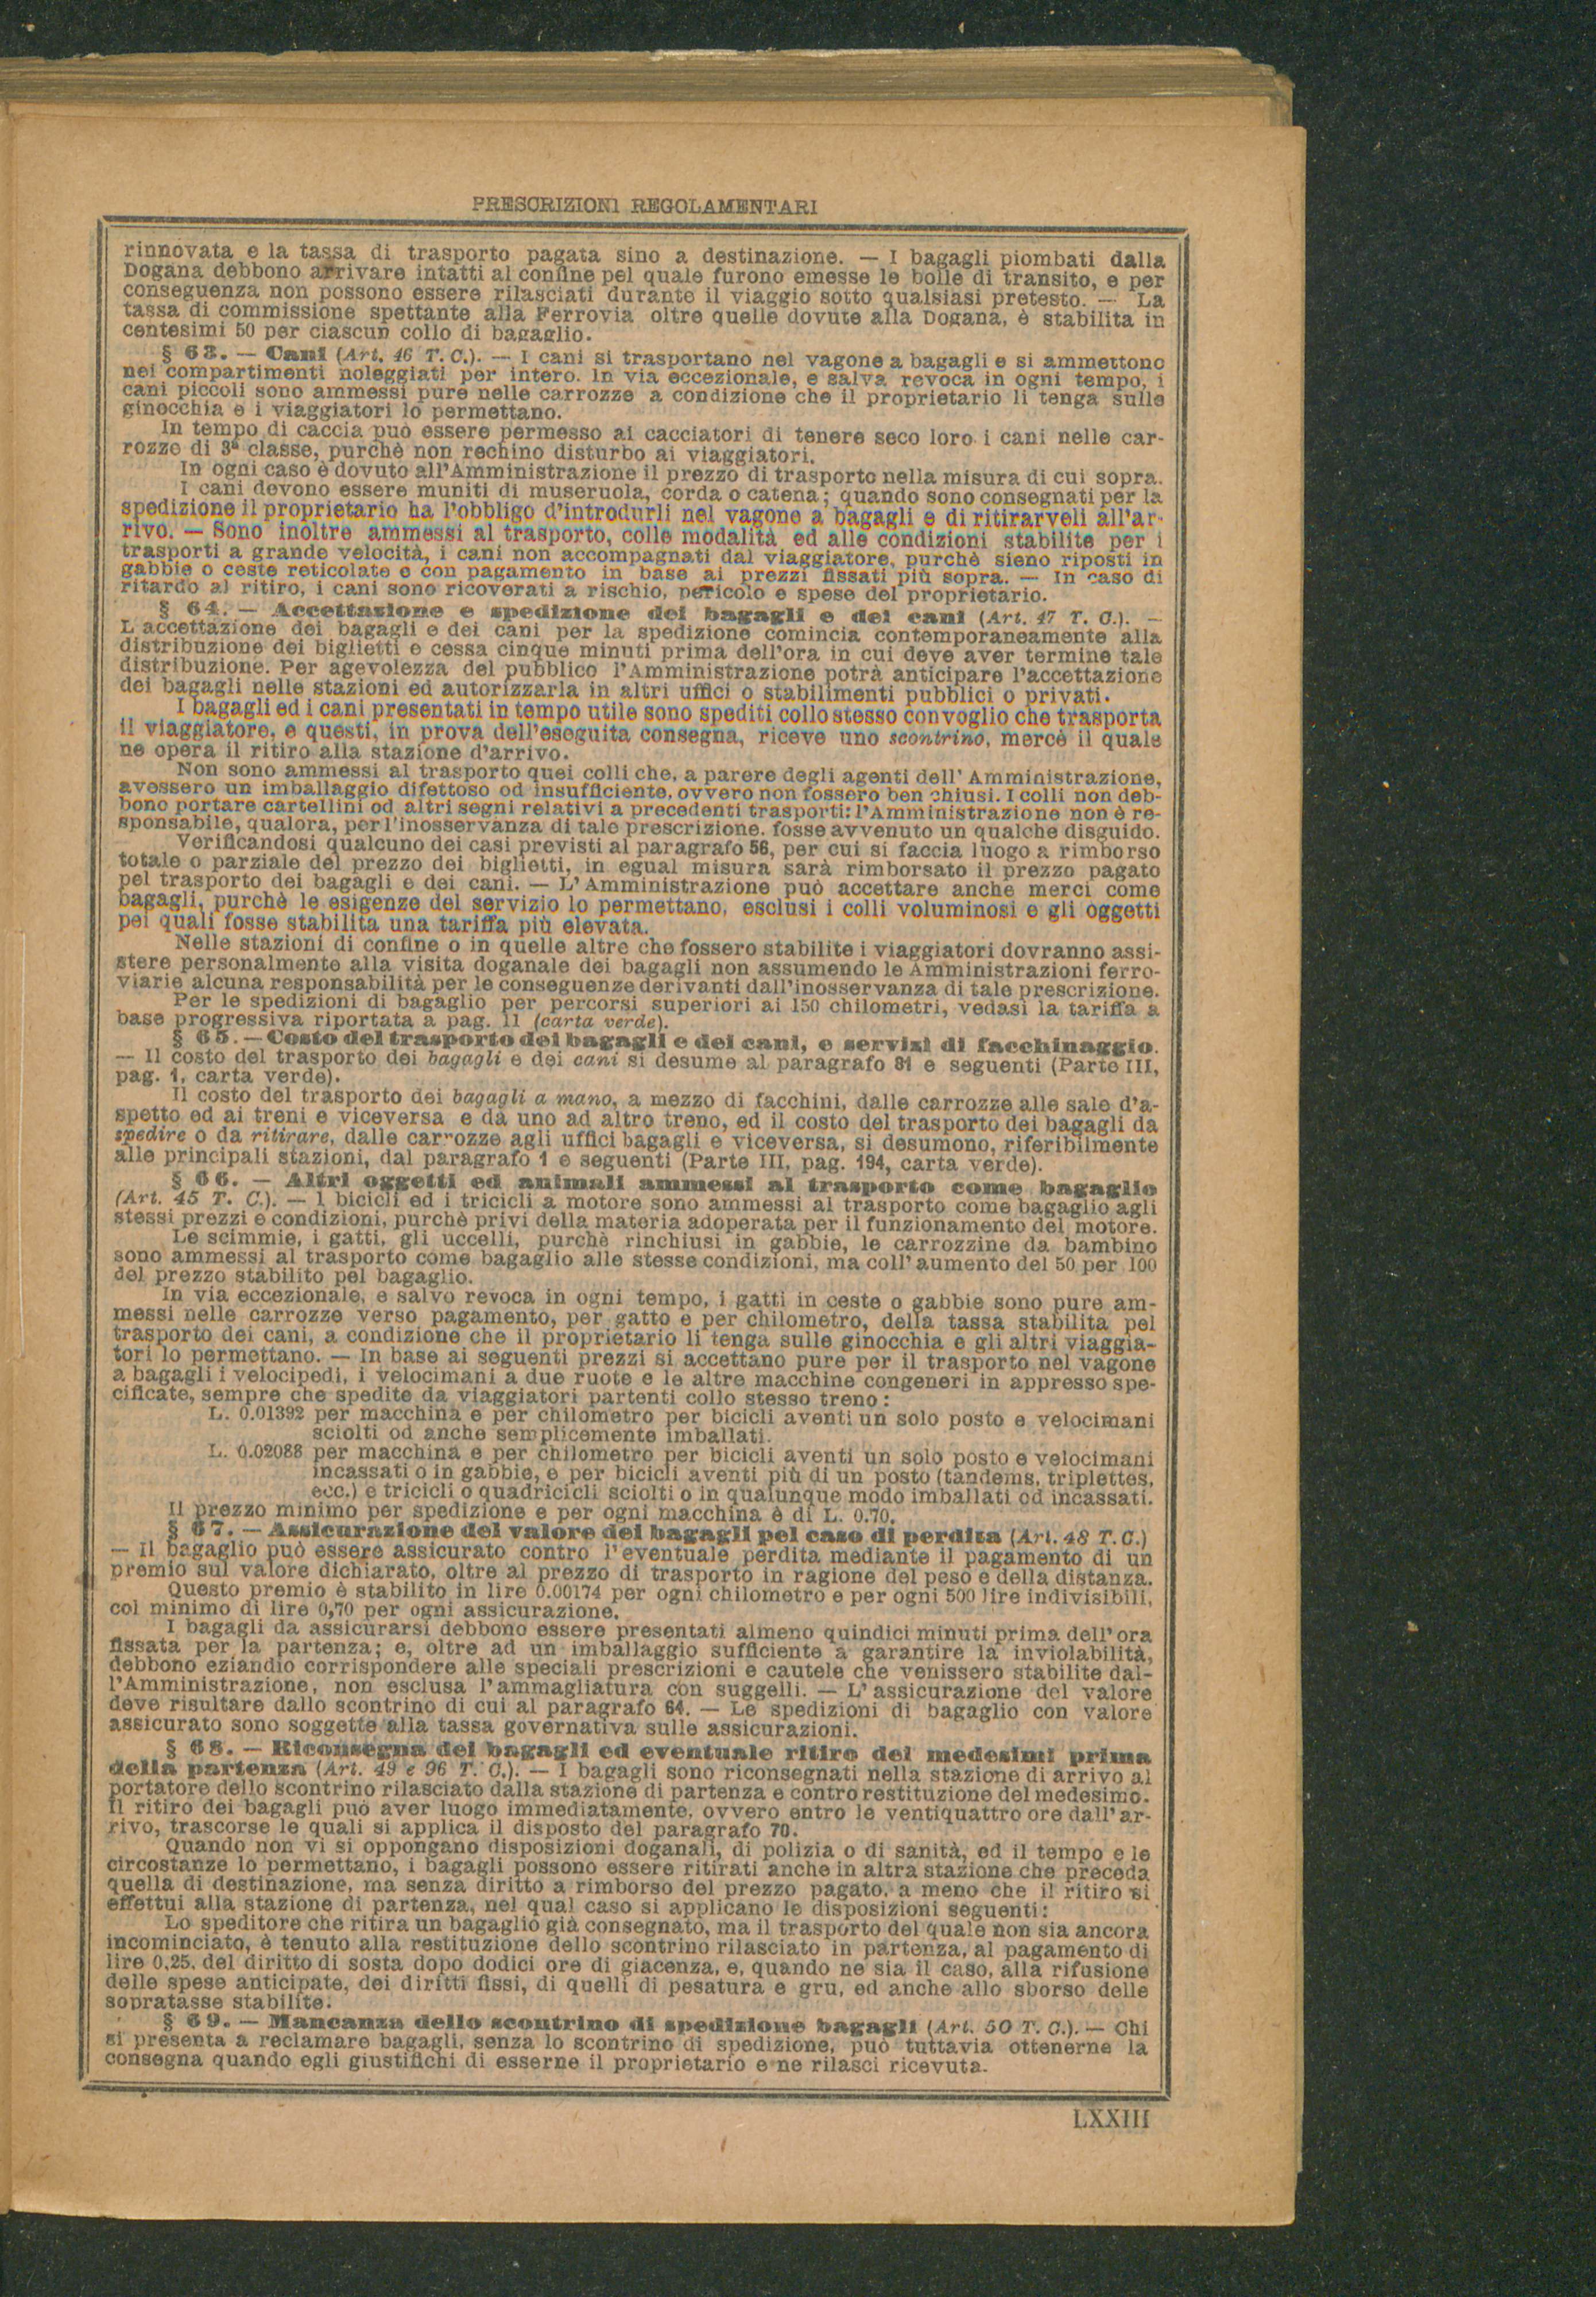 PRESCRIZIONI REGOLAMENTARI
rinnovata e la tassa di trasporto pagata sino a destinazione. — I bagagli piombati dalla
Dogana debbono arrivare intatti al confine pel quale furono emesse le bolle di transito, e per
conseguenza non possono essere rilasciati durante il viaggio sotto qualsiasi pretesto. — La
tassa di commissione spettante alla Ferrovia oltre quelle dovute alla Dogana, è stabilita in
centesimi 50 per ciascun collo di bagaglio.
§ 63. — Cani (Art. 46 T. C.). — I cani si trasportano nel vagone a bagagli e si ammettono
nei compartimenti noleggiati per intero. In via eccezionale, e salva revoca in ogni tempo, i
cani piccoli sono ammessi pure nelle carrozze a condizione che il proprietario li tenga sulle
ginocchia e i viaggiatori lo permettano.
In tempo di caccia può essere permesso ai cacciatori di tenere seco loro i cani nelle car-
rozze di 3ª classe, purchè non rechino disturbo ai viaggiatori.
In ogni caso è dovuto all'Amministrazione il prezzo di trasporto nella misura di cui sopra.
I cani devono essere muniti di museruola, corda o catena; quando sono consegnati per la
spedizione il proprietario ha l'obbligo d'introdurli nel vagone a bagagli e di ritirarveli all'ar-
rivo. — Sono inoltre ammessi al trasporto, colle modalità ed alle condizioni stabilite per i
trasporti a grande velocità, i cani non accompagnati dal viaggiatore, purchè sieno riposti in
gabbie o ceste reticolate e con pagamento in base ai prezzi fissati più sopra. — In caso di
ritardo al ritiro, i cani sono ricoverati a rischio, pericolo e spese del proprietario.
§ 64. — Accettazione e spedizione dei bagagli e dei cani (Art. 47 T. C.). —
L'accettazione dei bagagli e dei cani per la spedizione comincia contemporaneamente alla
distribuzione dei biglietti e cessa cinque minuti prima dell'ora in cui deve aver termine tale
distribuzione. Per agevolezza del pubblico l'Amministrazione potrà anticipare l'accettazione
dei bagagli nelle stazioni ed autorizzarla in altri uffici o stabilimenti pubblici o privati.
I bagagli ed i cani presentati in tempo utile sono spediti collo stesso convoglio che trasporta
il viaggiatore, e questi, in prova dell'eseguita consegna, riceve uno scontrino, mercè il quale
ne opera il ritiro alla stazione d'arrivo.
Non sono ammessi al trasporto quei colli che, a parere degli agenti dell' Amministrazione,
avessero un imballaggio difettoso od insufficiente, ovvero non fossero ben chiusi. I colli non deb-
bono portare cartellini od altri segni relativi a precedenti trasporti: l'Amministrazione non è re-
sponsabile, qualora, per l'inosservanza di tale prescrizione. fosse avvenuto un qualche disguido.
Verificandosi qualcuno dei casi previsti al paragrafo 56, per cui si faccia luogo a rimborso
totale o parziale del prezzo dei biglietti, in egual misura sarà rimborsato il prezzo pagato
pel trasporto dei bagagli e dei cani. — L' Amministrazione può accettare anche merci come
bagagli, purchè le esigenze del servizio lo permettano, esclusi i colli voluminosi e gli oggetti
pei quali fosse stabilita una tariffa più elevata.
Nelle stazioni di confine o in quelle altre che fossero stabilite i viaggiatori dovranno assi-
stere personalmente alla visita doganale dei bagagli non assumendo le Amministrazioni ferro-
viarie alcuna responsabilità per le conseguenze derivanti dall'inosservanza di tale prescrizione.
Per le spedizioni di bagaglio per percorsi superiori ai 150 chilometri, vedasi la tariffa a
base progressiva riportata a pag. 11 (carta verde).
§ 65. — Costo del trasporto dei bagagli e dei cani, e servizi di facchinaggio.
— Il costo del trasporto dei bagagli e dei cani si desume al paragrafo 81 e seguenti (Parte III,
pag. 1, carta verde).
Il costo del trasporto dei bagagli a mano, a mezzo di facchini, dalle carrozze alle sale d'a-
spetto ed ai treni e viceversa e da uno ad altro treno, ed il costo del trasporto dei bagagli da
spedire o da ritirare, dalle carrozze agli uffici bagagli e viceversa, si desumono, riferibilmente
alle principali stazioni, dal paragrafo 1 e seguenti (Parte III, pag. 194, carta verde).
§ 66. — Altri oggetti ed animali ammessi al trasporto come bagaglio
(Art. 45 T. C.). — I bicicli ed i tricicli a motore sono ammessi al trasporto come bagaglio agli
stessi prezzi e condizioni, purchè privi della materia adoperata per il funzionamento del motore.
Le scimmie, i gatti, gli uccelli, purchè rinchiusi in gabbie, le carrozzine da bambino
sono ammessi al trasporto come bagaglio alle stesse condizioni, ma coll' aumento del 50 per 100
del prezzo stabilito pel bagaglio.
In via eccezionale, e salvo revoca in ogni tempo, i gatti in ceste o gabbie sono pure am-
messi nelle carrozze verso pagamento, per gatto e per chilometro, della tassa stabilita pel
trasporto dei cani, a condizione che il proprietario li tenga sulle ginocchia e gli altri viaggia-
tori lo permettano. — In base ai seguenti prezzi si accettano pure per il trasporto nel vagone
a bagagli i velocipedi, i velocimani a due ruote e le altre macchine congeneri in appresso spe-
cificate, sempre che spedite da viaggiatori partenti collo stesso treno:
L. 0.01392 per macchina e per chilometro per bicicli aventi un solo posto e velocimani
sciolti od anche semplicemente imballati.
L. 0.02088 per macchina e per chilometro per bicicli aventi un solo posto e velocimani
incassati o in gabbie, e per bicicli aventi più di un posto (tandems, triplettes,
ecc.) e tricicli o quadricicli sciolti o in qualunque modo imballati od incassati.
Il prezzo minimo per spedizione e per ogni macchina è di L. 0.70.
§ 67. — Assicurazione del valore dei bagagli pel caso di perdita (Art. 48 T. C.)
— Il bagaglio può essere assicurato contro l'eventuale perdita mediante il pagamento di un
premio sul valore dichiarato, oltre al prezzo di trasporto in ragione del peso e della distanza.
Questo premio è stabilito in lire 0.00174 per ogni chilometro e per ogni 500 lire indivisibili,
col minimo di lire 0,70 per ogni assicurazione.
I bagagli da assicurarsi debbono essere presentati almeno quindici minuti prima dell' ora
fissata per la partenza; e, oltre ad un imballaggio sufficiente a garantire la inviolabilità,
debbono eziandio corrispondere alle speciali prescrizioni e cautele che venissero stabilite dal-
l'Amministrazione, non esclusa l'ammagliatura con suggelli. — L' assicurazione del valore
deve risultare dallo scontrino di cui al paragrafo 64. — Le spedizioni di bagaglio con valore
assicurato sono soggette alla tassa governativa sulle assicurazioni.
§ 68. — Riconsegna dei bagagli ed eventuale ritiro dei medesimi prima
della partenza (Art. 49 e 96 T. C.). — I bagagli sono riconsegnati nella stazione di arrivo al
portatore dello scontrino rilasciato dalla stazione di partenza e contro restituzione del medesimo.
Il ritiro dei bagagli può aver luogo immediatamente, ovvero entro le ventiquattro ore dall' ar-
rivo, trascorse le quali si applica il disposto del paragrafo 70.
Quando non vi si oppongano disposizioni doganali, di polizia o di sanità, ed il tempo e le
circostanze lo permettano, i bagagli possono essere ritirati anche in altra stazione che preceda
quella di destinazione, ma senza diritto a rimborso del prezzo pagato, a meno che il ritiro si
effettui alla stazione di partenza, nel qual caso si applicano le disposizioni seguenti:
Lo speditore che ritira un bagaglio già consegnato, ma il trasporto del quale non sia ancora
incominciato, è tenuto alla restituzione dello scontrino rilasciato in partenza, al pagamento di
lire 0,25, del diritto di sosta dopo dodici ore di giacenza, e, quando ne sia il caso, alla rifusione
delle spese anticipate, dei diritti fissi, di quelli di pesatura e gru, ed anche allo sborso delle
sopratasse stabilite.
§ 69. — Mancanza dello scontrino di spedizione bagagli (Art. 50 T. C.). — Chi
si presenta a reclamare bagagli, senza lo scontrino di spedizione, può tuttavia ottenerne la
consegna quando egli giustifichi di esserne il proprietario e ne rilasci ricevuta.
LXXIII